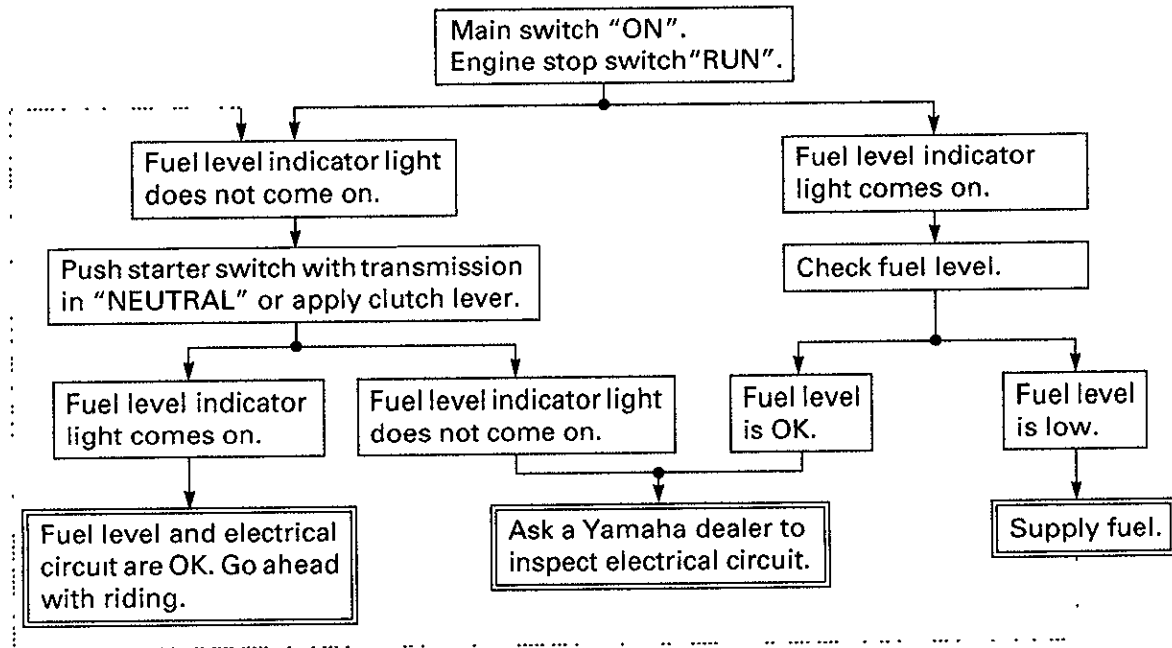 Main switch “ON”.
Engine stop switch“RUN”.
Fuel level indicator light
does not come on.
Fuel level indicator
light comes on.
Push starter switch with transmission
in “NEUTRAL” or apply clutch lever.
Check fuel level.
Fuel level indicator
light comes on.
Fuel level indicator light
does not come on.
Fuel level
is OK.
Fuel level
is low.
Fuel level and electrical
circuit are OK. Go ahead
with riding.
Ask a Yamaha dealer to
inspect electrical circuit.
Supply fuel.